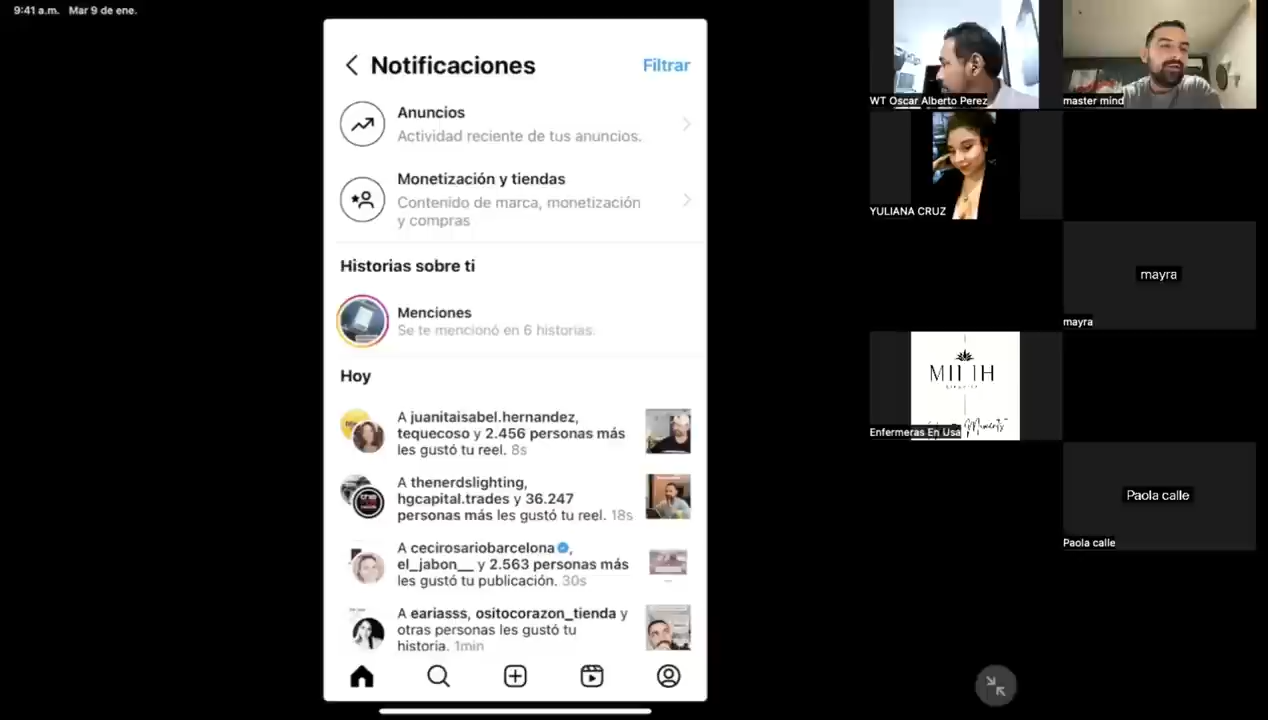 9:41 a.m. Mar 9 de ene.
Notificaciones
Filtrar
Anuncios
Actividad reciente de tus anuncios.
Monetización y tiendas
Contenido de marca, monetización
y compras
Historias sobre ti
Menciones
Se te mencionó en 6 historias.
Hoy
A juanitaisabel.hernandez,
tequecoso y 2.456 personas más
les gustó tu reel. 8s
A thenerdslighting,
hgcapital.trades y 36.247
personas más les gustó tu reel. 18s
A cecirosariobarcelona,
el_jabon__ y 2.563 personas más
les gustó tu publicación. 30s
A eariasss, ositocorazon_tienda y
otras personas les gustó tu
historia. 1min
WT Oscar Alberto Perez
master mind
YULIANA CRUZ
mayra
mayra
Enfermeras En Usa
Paola calle
Paola calle